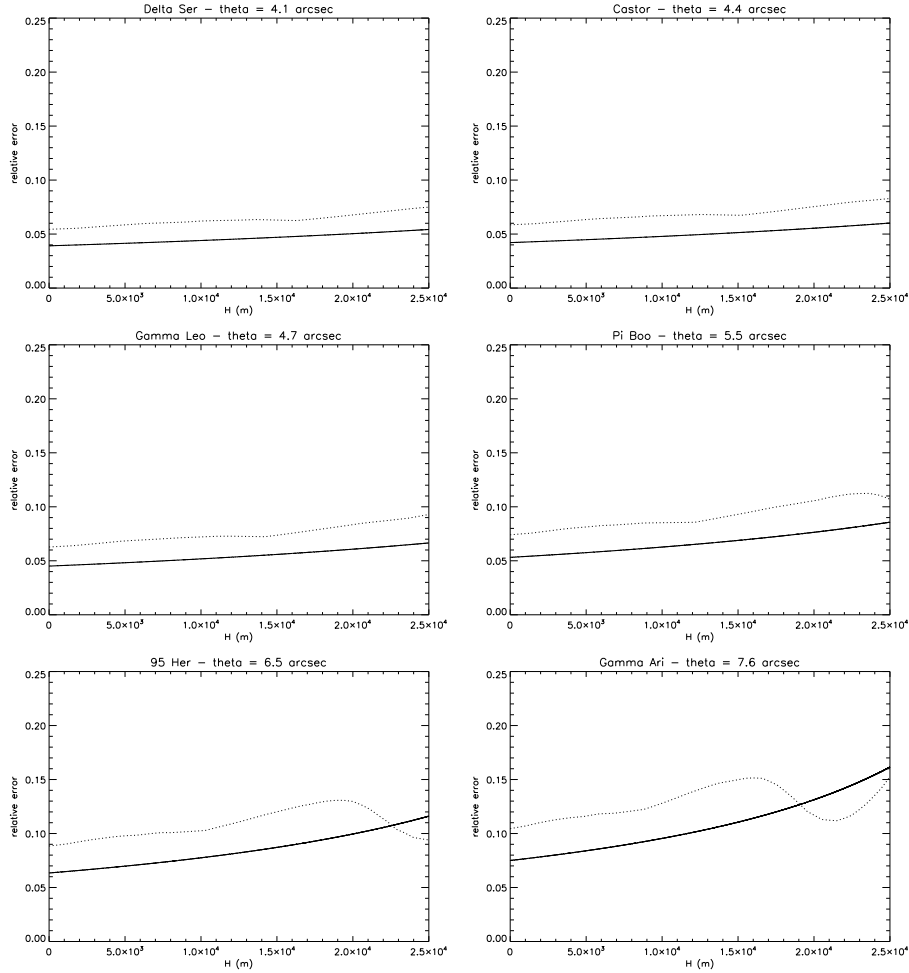 Delta Ser – theta = 4.1 arcsec
0.25
0.20
0.15
0.10
0.05
0.00
relative error
0 5.0×10³ 1.0×10⁴ 1.5×10⁴ 2.0×10⁴ 2.5×10⁴
H (m)
Castor – theta = 4.4 arcsec
0.25
0.20
0.15
0.10
0.05
0.00
relative error
0 5.0×10³ 1.0×10⁴ 1.5×10⁴ 2.0×10⁴ 2.5×10⁴
H (m)
Gamma Leo – theta = 4.7 arcsec
0.25
0.20
0.15
0.10
0.05
0.00
relative error
0 5.0×10³ 1.0×10⁴ 1.5×10⁴ 2.0×10⁴ 2.5×10⁴
H (m)
Pi Boo – theta = 5.5 arcsec
0.25
0.20
0.15
0.10
0.05
0.00
relative error
0 5.0×10³ 1.0×10⁴ 1.5×10⁴ 2.0×10⁴ 2.5×10⁴
H (m)
95 Her – theta = 6.5 arcsec
0.25
0.20
0.15
0.10
0.05
0.00
relative error
0 5.0×10³ 1.0×10⁴ 1.5×10⁴ 2.0×10⁴ 2.5×10⁴
H (m)
Gamma Ari – theta = 7.6 arcsec
0.25
0.20
0.15
0.10
0.05
0.00
relative error
0 5.0×10³ 1.0×10⁴ 1.5×10⁴ 2.0×10⁴ 2.5×10⁴
H (m)